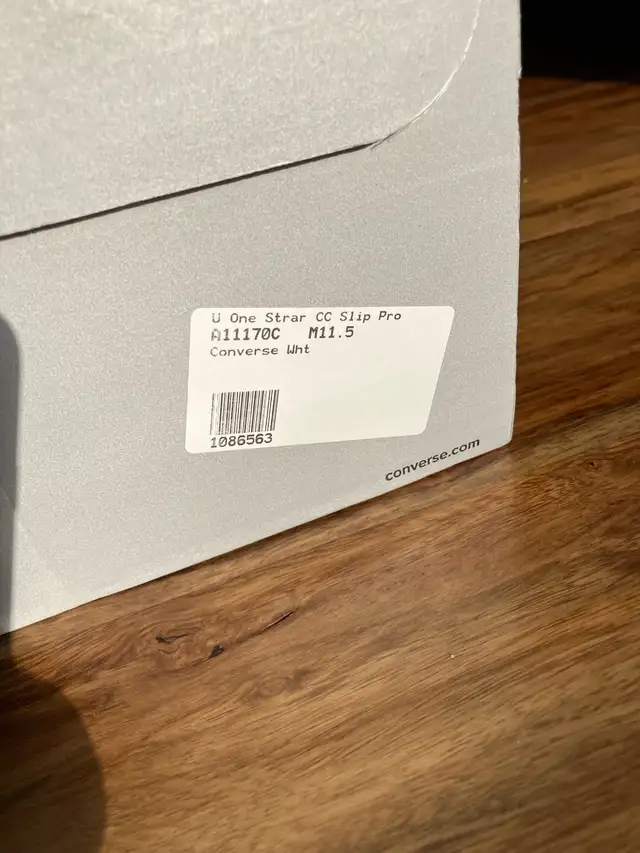 U One Strar CC Slip Pro
A11170C M11.5
Converse Wht
1086563
converse.com